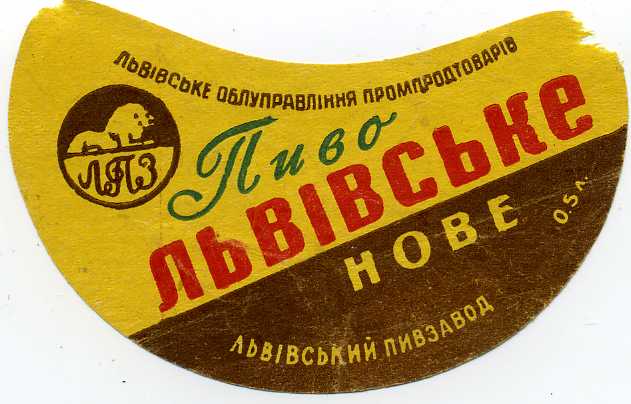 ЛЬВІВСЬКЕ ОБЛУПРАВЛІННЯ ПРОМПРОДТОВАРІВ
ЛПЗ
Пиво
ЛЬВІВСЬКЕ
НОВЕ
0.5 л.
ЛЬВІВСЬКИЙ ПИВЗАВОД